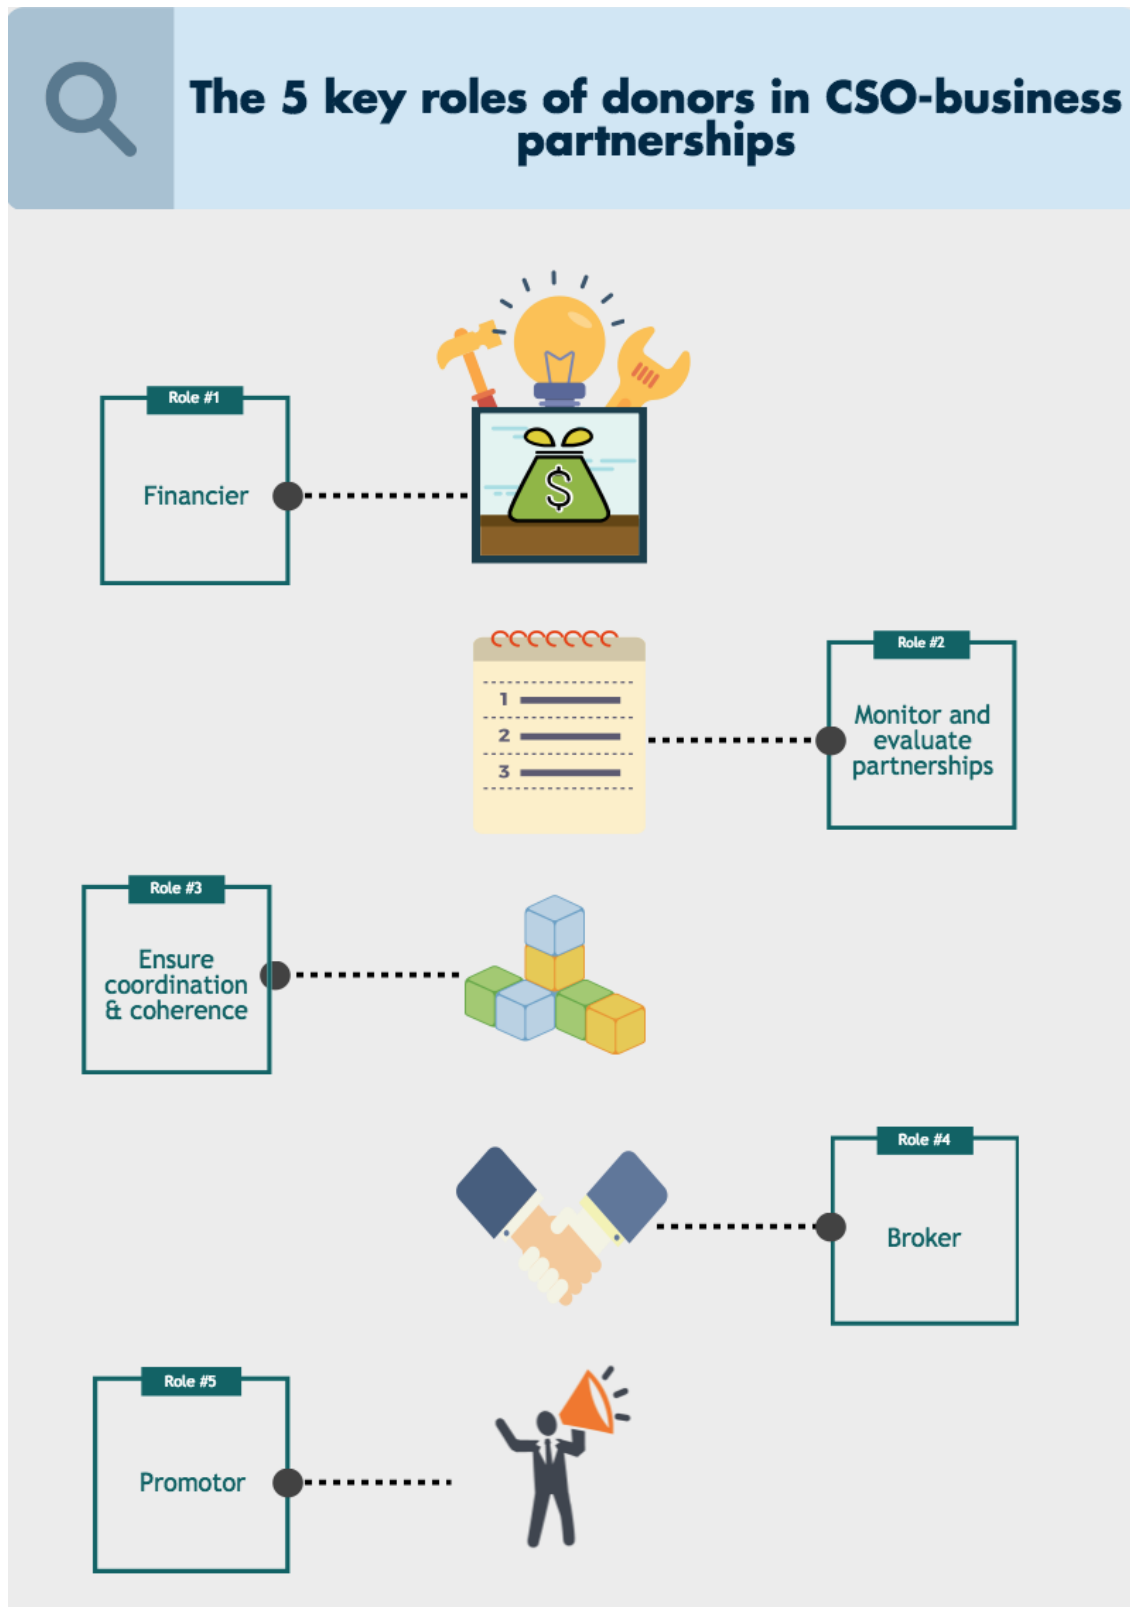 The 5 key roles of donors in CSO-business
partnerships
Role #1
Financier
$
1
2
3
Role #2
Monitor and
evaluate
partnerships
Role #3
Ensure
coordination
& coherence
Role #4
Broker
Role #5
Promotor